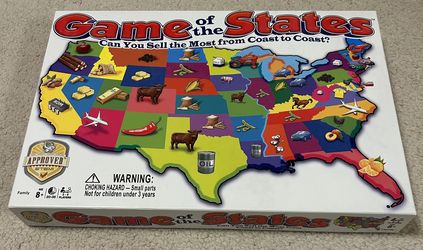 Game of the States
Can You Sell the Most from Coast to Coast?
OIL
APPROVED
WARNING:
CHOKING HAZARD — Small parts
Not for children under 3 years
Family
8+
PLAYERS
Game of the States